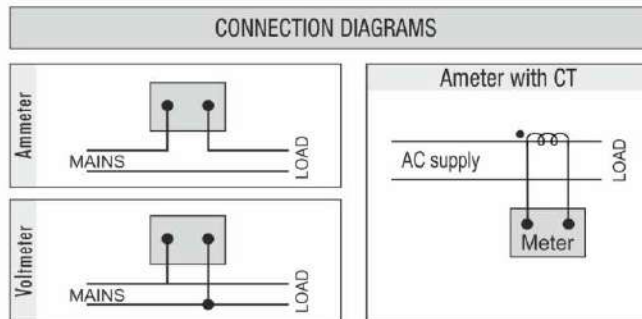 CONNECTION DIAGRAMS
Ammeter
MAINS
LOAD
Voltmeter
MAINS
LOAD
Ameter with CT
AC supply
LOAD
Meter